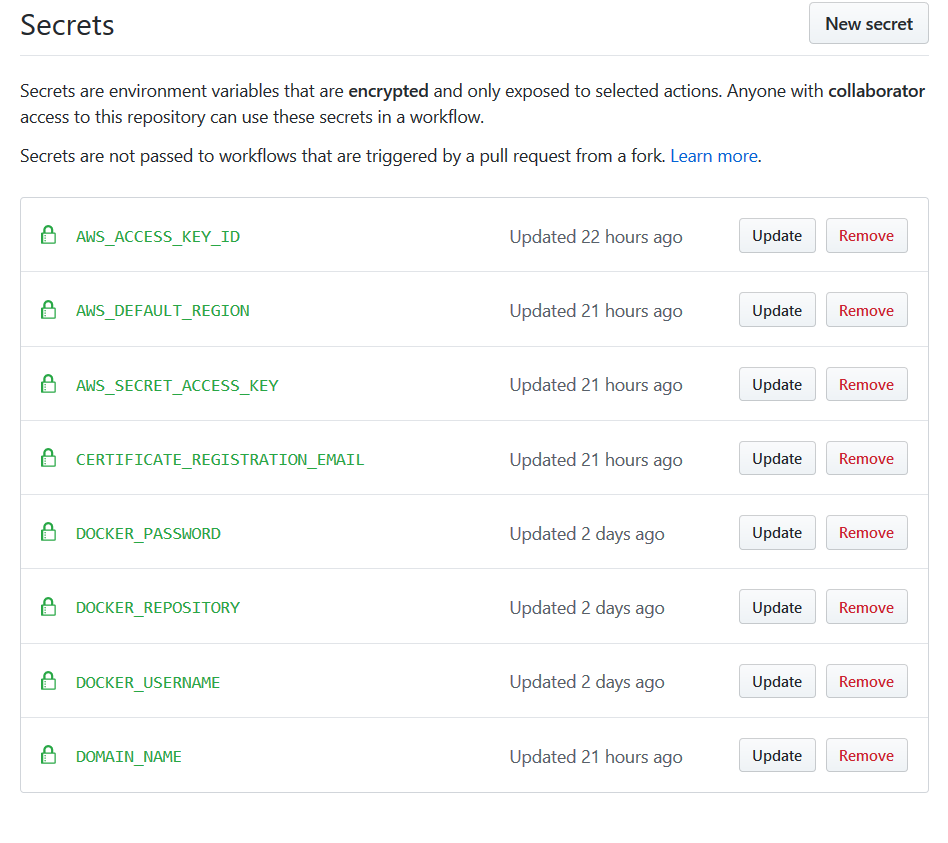 Secrets
New secret
Secrets are environment variables that are encrypted and only exposed to selected actions. Anyone with collaborator
access to this repository can use these secrets in a workflow.
Secrets are not passed to workflows that are triggered by a pull request from a fork. Learn more.
AWS_ACCESS_KEY_ID Updated 22 hours ago Update Remove
AWS_DEFAULT_REGION Updated 21 hours ago Update Remove
AWS_SECRET_ACCESS_KEY Updated 21 hours ago Update Remove
CERTIFICATE_REGISTRATION_EMAIL Updated 21 hours ago Update Remove
DOCKER_PASSWORD Updated 2 days ago Update Remove
DOCKER_REPOSITORY Updated 2 days ago Update Remove
DOCKER_USERNAME Updated 2 days ago Update Remove
DOMAIN_NAME Updated 21 hours ago Update Remove